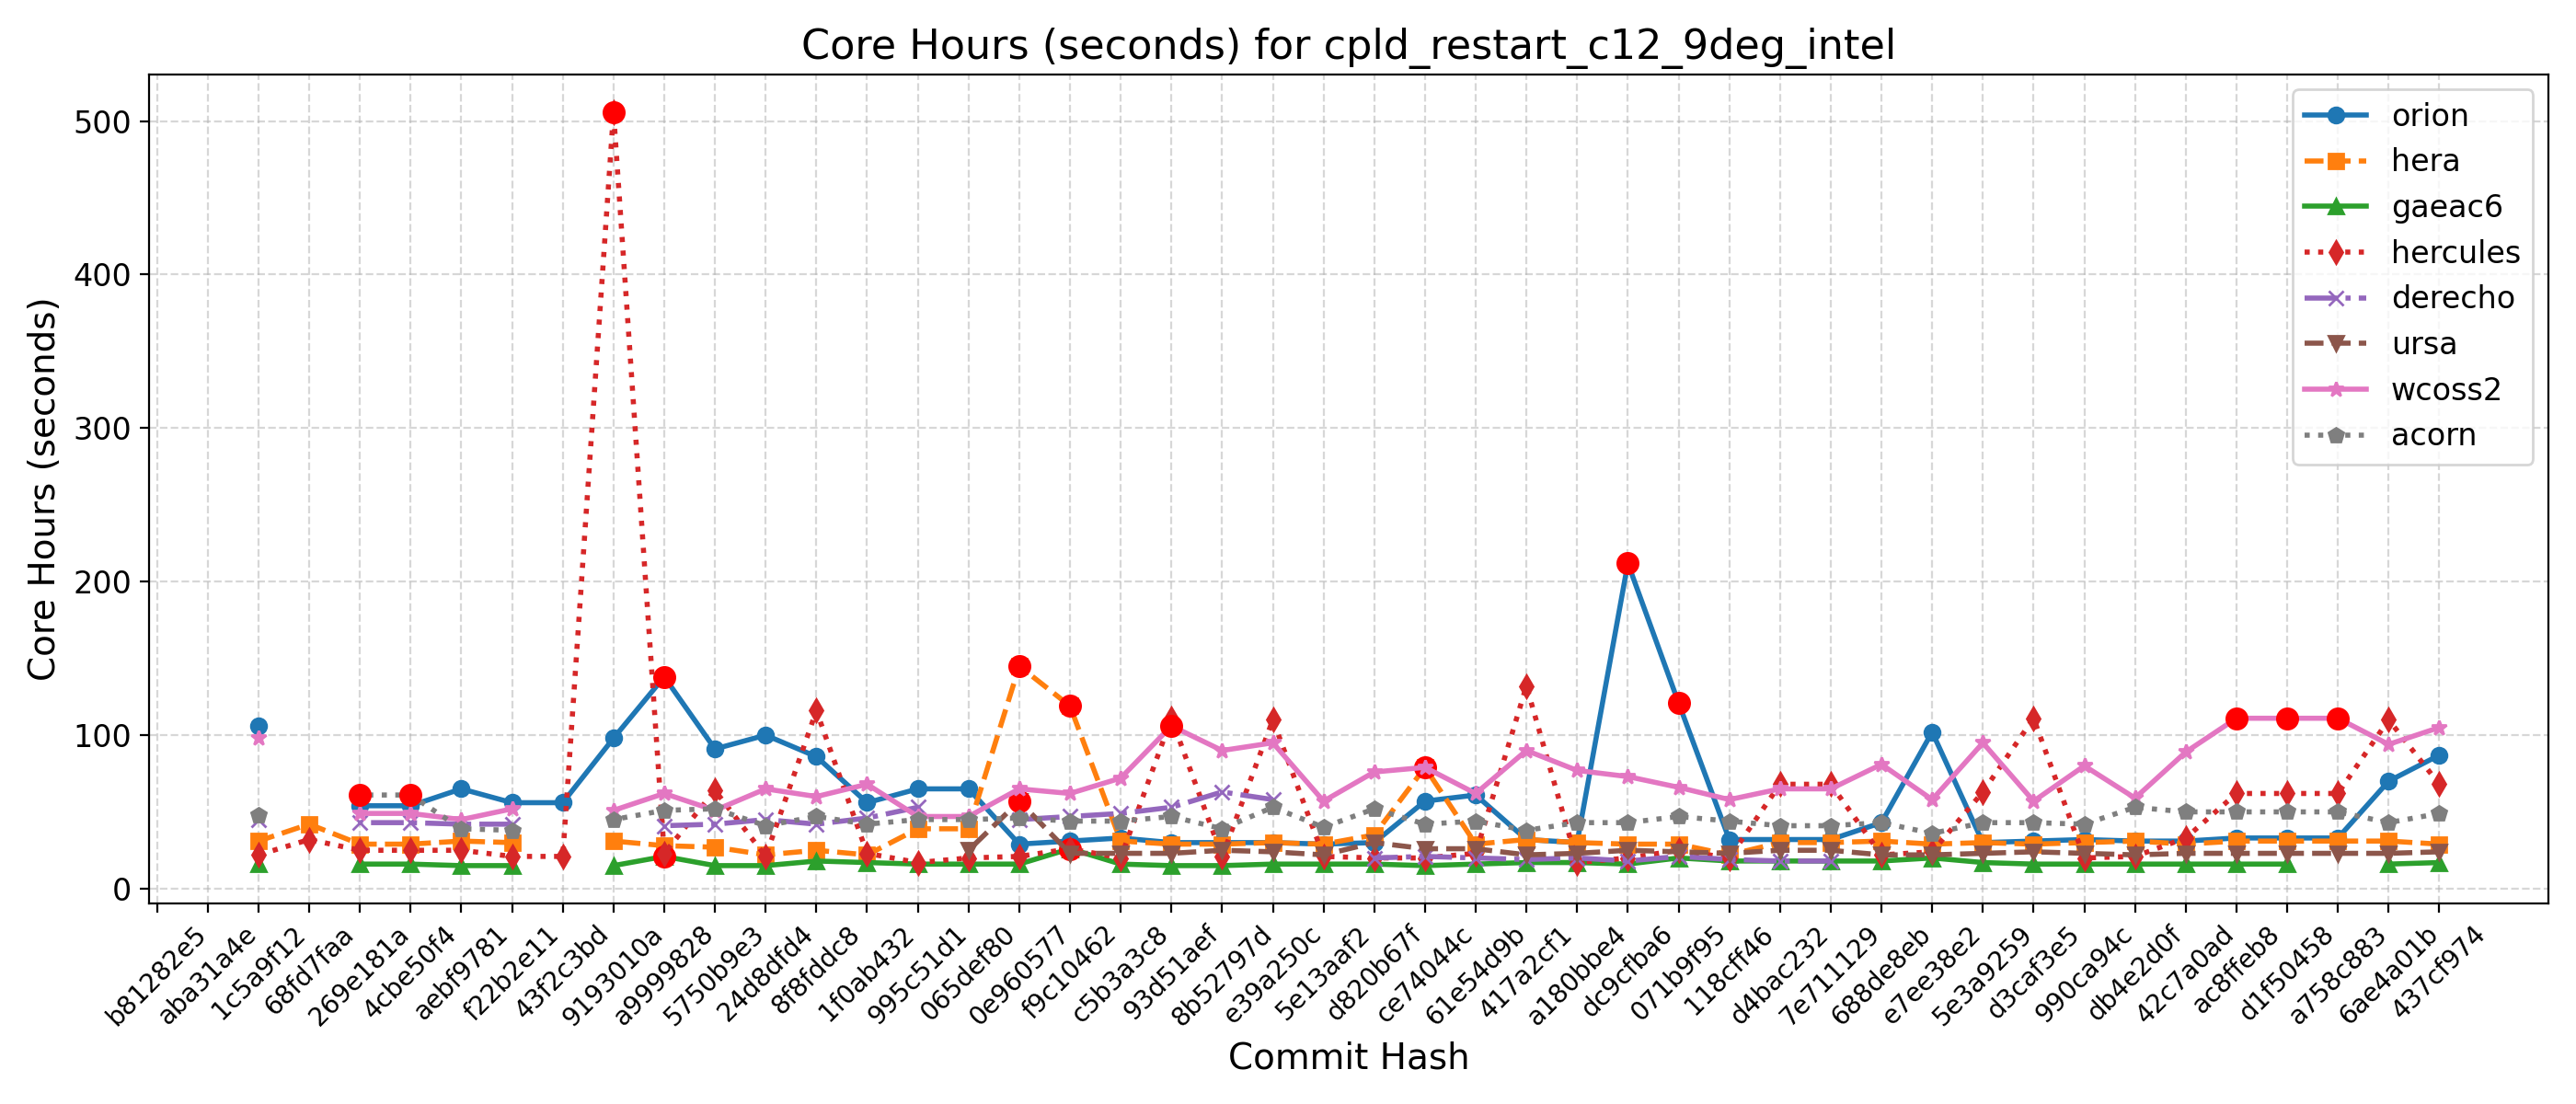 Core Hours (seconds) for cpld_restart_c12_9deg_intel
Core Hours (seconds)
500
400
300
200
100
0
orion
hera
gaeac6
hercules
derecho
ursa
wcoss2
acorn
b81282e5
aba31a4e
1c5a9f12
68fd7faa
269e181a
4cbe50f4
aebf9781
f22b2e11
43f2c3bd
9193010a
a9999828
5750b9e3
24d8dfd4
8f8fddc8
1f0ab432
995c51d1
065def80
0e960577
f9c10462
c5b3a3c8
93d51aef
8b52797d
e39a250c
5e13aaf2
d820b67f
ce74044c
61e54d9b
417a2cf1
a180bbe4
dc9cfba6
071b9f95
118cff46
d4bac232
7e711129
688de8eb
e7ee38e2
5e3a9259
d3caf3e5
990ca94c
db4e2d0f
42c7a0ad
ac8ffeb8
d1f50458
a758c883
6ae4a01b
437cf974
Commit Hash